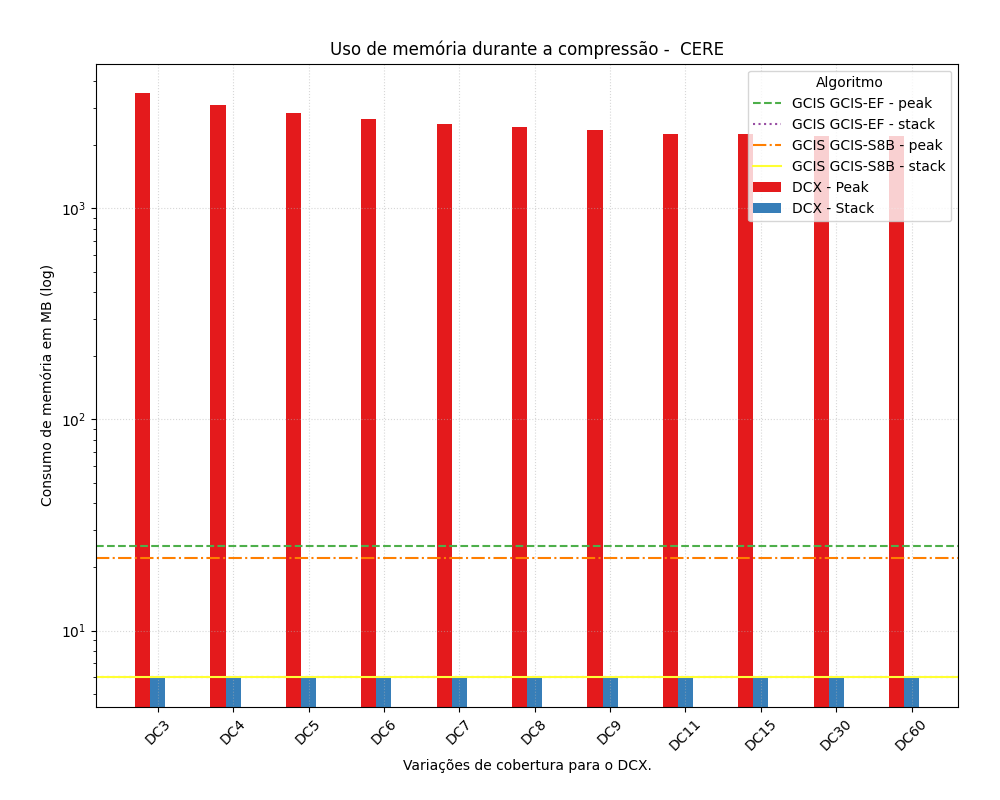 Uso de memória durante a compressão -  CERE
Algoritmo
GCIS GCIS-EF - peak
GCIS GCIS-EF - stack
GCIS GCIS-S8B - peak
GCIS GCIS-S8B - stack
DCX - Peak
DCX - Stack
Consumo de memória em MB (log)
10³
10²
10¹
DC3
DC4
DC5
DC6
DC7
DC8
DC9
DC11
DC15
DC30
DC60
Variações de cobertura para o DCX.